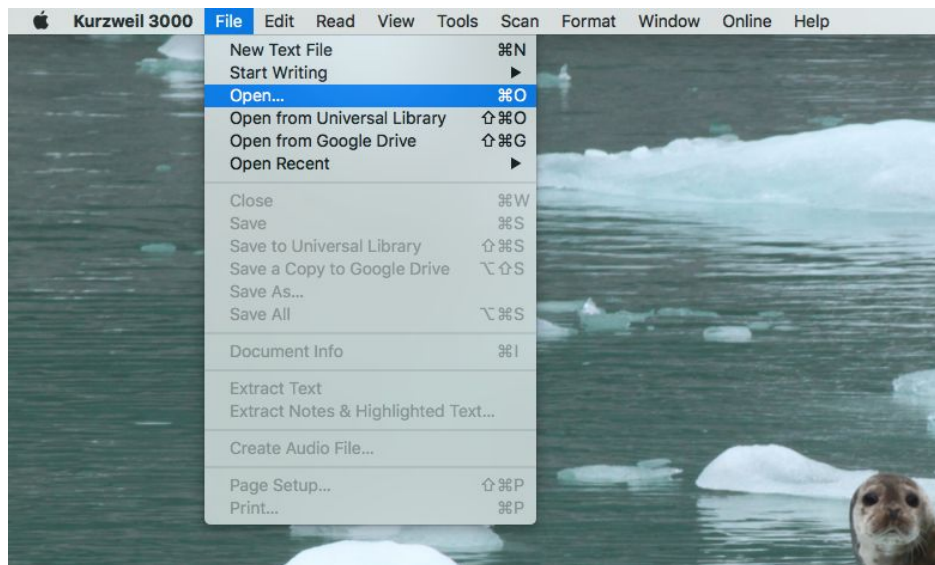 Kurzweil 3000 File Edit Read View Tools Scan Format Window Online Help
New Text File ⌘N
Start Writing ▶
Open... ⌘O
Open from Universal Library ⇧⌘O
Open from Google Drive ⇧⌘G
Open Recent ▶
Close ⌘W
Save ⌘S
Save to Universal Library ⇧⌘S
Save a Copy to Google Drive ⌥⇧S
Save As...
Save All ⌥⌘S
Document Info ⌘I
Extract Text
Extract Notes & Highlighted Text...
Create Audio File...
Page Setup... ⇧⌘P
Print... ⌘P